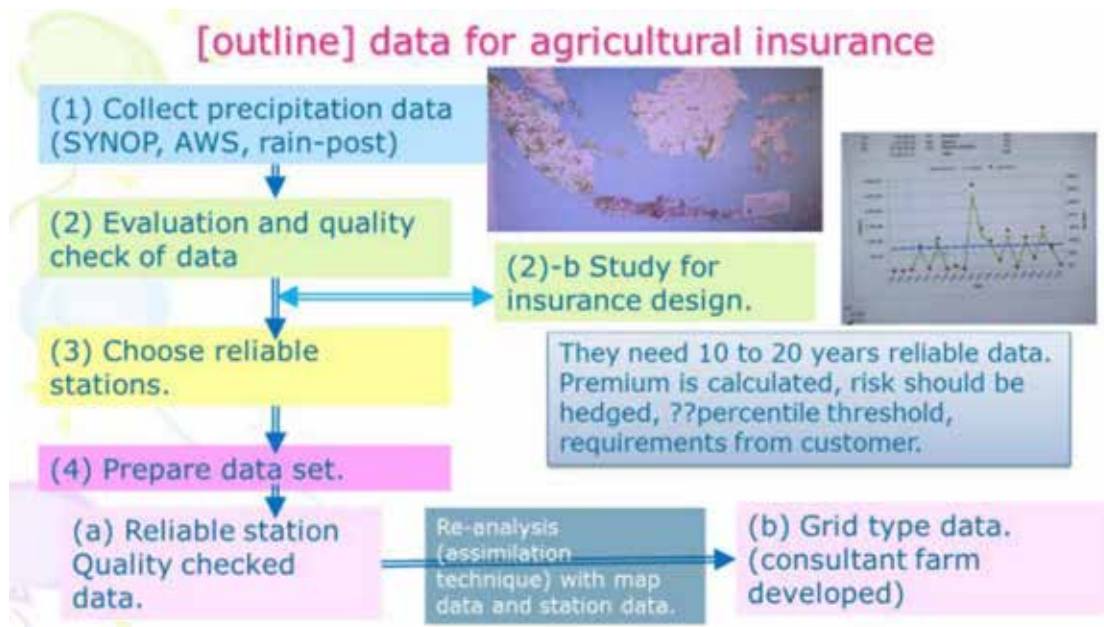 [outline] data for agricultural insurance
(1) Collect precipitation data
(SYNOP, AWS, rain-post)
(2) Evaluation and quality
check of data
(2)-b Study for
insurance design.
(3) Choose reliable
stations.
They need 10 to 20 years reliable data.
Premium is calculated, risk should be
hedged, ??percentile threshold,
requirements from customer.
(4) Prepare data set.
(a) Reliable station
Quality checked
data.
Re-analysis
(assimilation
technique) with map
data and station data.
(b) Grid type data.
(consultant farm
developed)